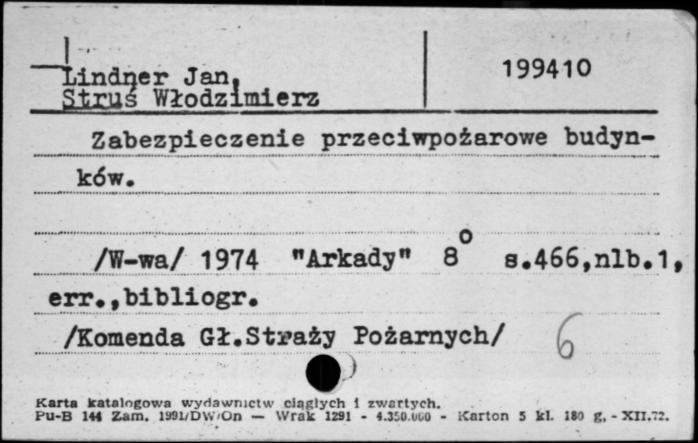 Lindner Jan,
Struś Włodzimierz
199410
Zabezpieczenie przeciwpożarowe budyn-
ków.
/W-wa/ 1974 "Arkady" 8° s.466,nlb.1,
err.,bibliogr.
/Komenda Gł.Straży Pożarnych/
6
Karta katalogowa wydawnictw ciągłych i zwartych.
Pu-B 144 Zam. 1991/DW/On — Wrak 1291 - 4.350.000 - Karton 5 kl. 180 g. - XII.72.